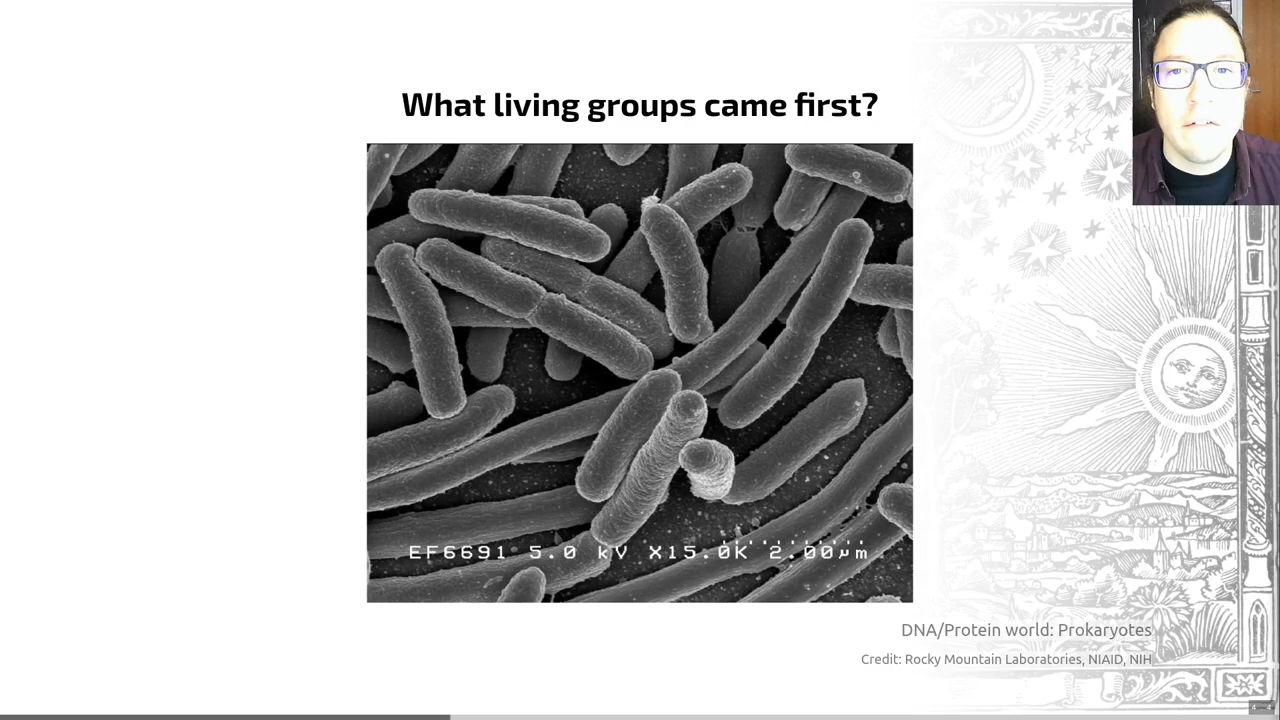 What living groups came first?
EF6691 5.0 kV X15.0K 2.00µm
DNA/Protein world: Prokaryotes
Credit: Rocky Mountain Laboratories, NIAID, NIH